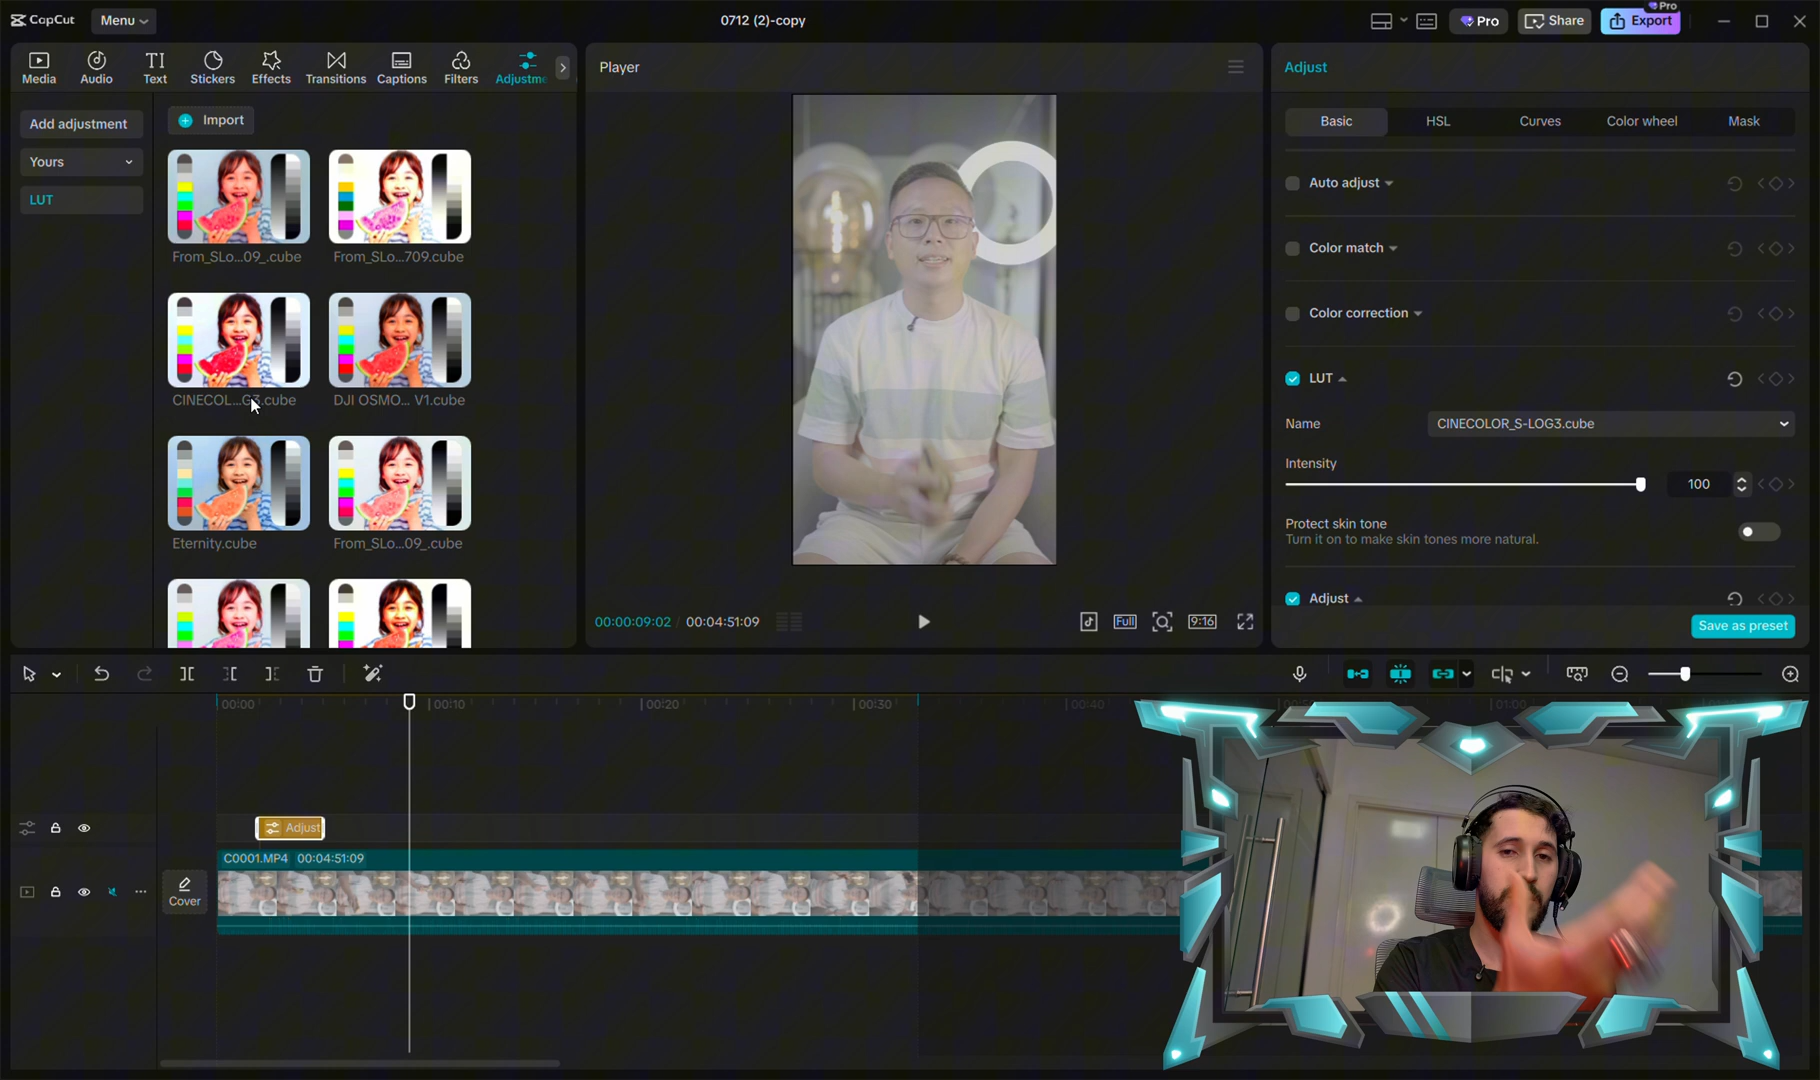 CapCut
Menu
0712 (2)-copy
Pro
Share
Export
Pro
Media
Audio
Text
Stickers
Effects
Transitions
Captions
Filters
Adjustme
Add adjustment
Yours
LUT
Import
From_SLo...09_.cube
From_SLo...709.cube
CINECOL...G3.cube
DJI OSMO... V1.cube
Eternity.cube
From_SLo...09_.cube
Player
00:00:09:02 / 00:04:51:09
Full
9:16
Adjust
Basic
HSL
Curves
Color wheel
Mask
Auto adjust
Color match
Color correction
LUT
Name
CINECOLOR_S-LOG3.cube
Intensity
100
Protect skin tone
Turn it on to make skin tones more natural.
Adjust
Save as preset
00:00
00:10
00:20
00:30
00:40
01:00
Adjust
C0001.MP4 00:04:51:09
Cover